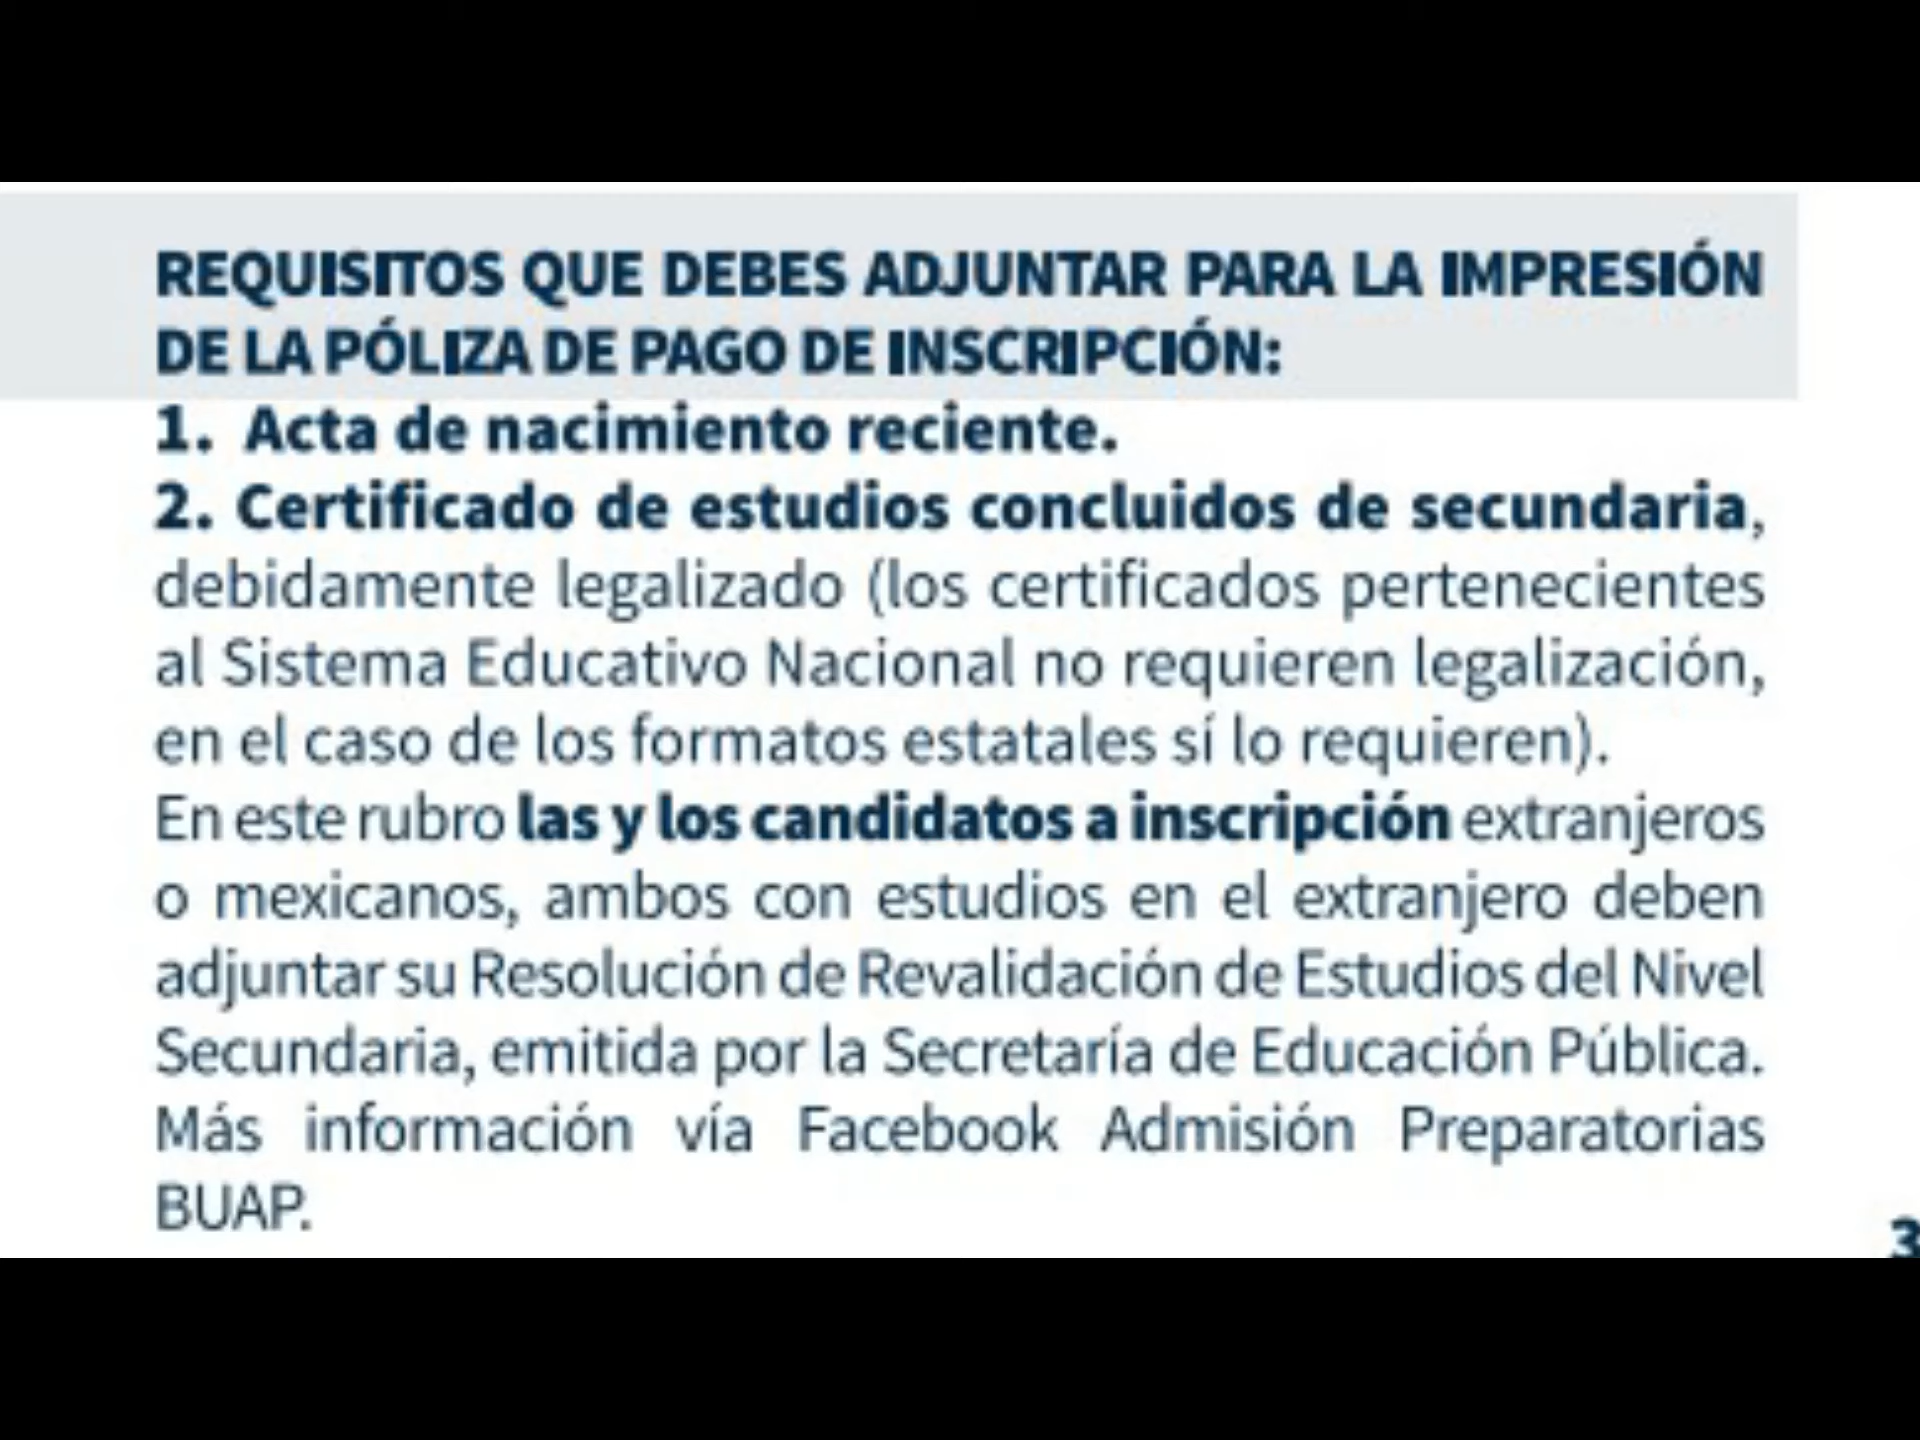 REQUISITOS QUE DEBES ADJUNTAR PARA LA IMPRESIÓN
DE LA PÓLIZA DE PAGO DE INSCRIPCIÓN:
1. Acta de nacimiento reciente.
2. Certificado de estudios concluidos de secundaria,
debidamente legalizado (los certificados pertenecientes
al Sistema Educativo Nacional no requieren legalización,
en el caso de los formatos estatales sí lo requieren).
En este rubro las y los candidatos a inscripción extranjeros
o mexicanos, ambos con estudios en el extranjero deben
adjuntar su Resolución de Revalidación de Estudios del Nivel
Secundaria, emitida por la Secretaría de Educación Pública.
Más información vía Facebook Admisión Preparatorias
BUAP.
3